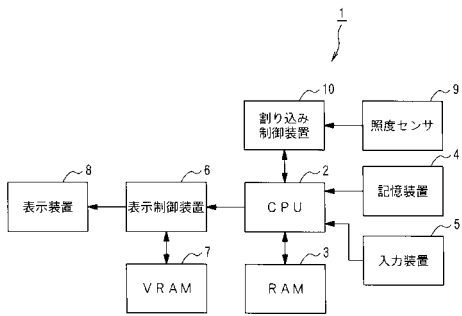 1
10
割り込み
制御装置
9
照度センサ
8
表示装置
6
表示制御装置
2
CPU
4
記憶装置
5
入力装置
7
VRAM
3
RAM